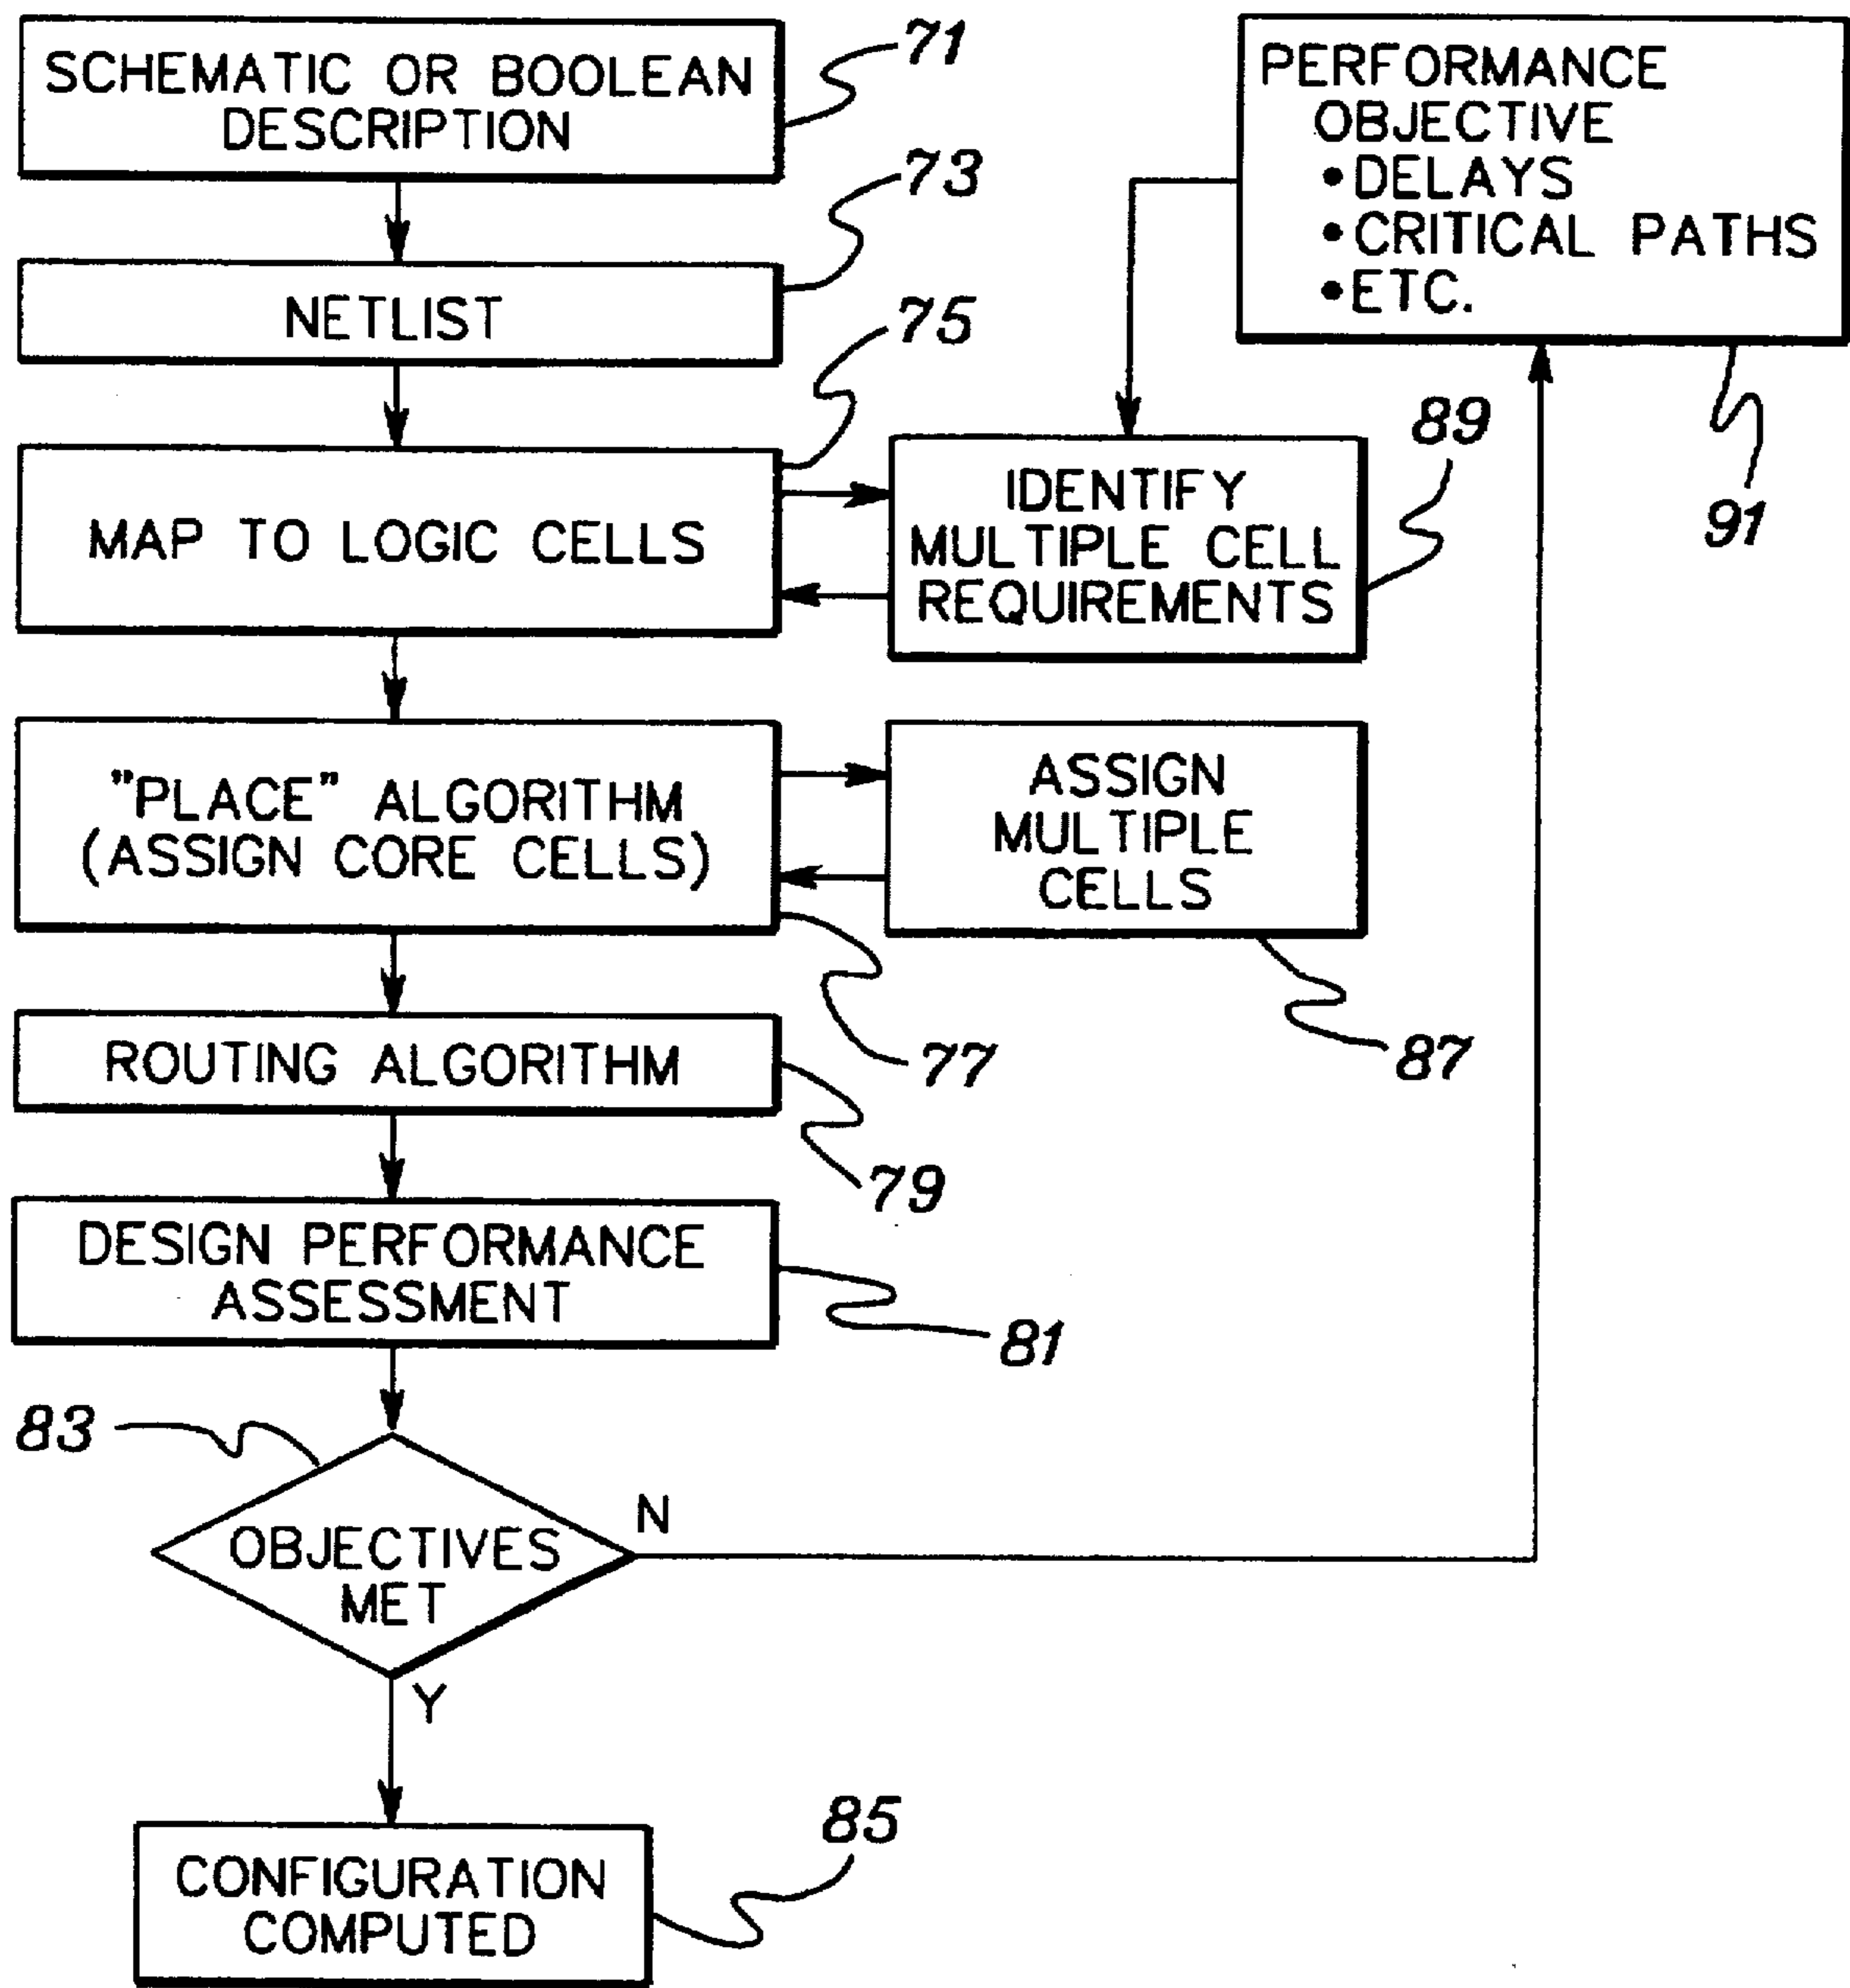 SCHEMATIC OR BOOLEAN
DESCRIPTION
71
NETLIST
73
MAP TO LOGIC CELLS
75
IDENTIFY
MULTIPLE CELL
REQUIREMENTS
89
PERFORMANCE
OBJECTIVE
•DELAYS
•CRITICAL PATHS
•ETC.
91
"PLACE" ALGORITHM
(ASSIGN CORE CELLS)
77
ASSIGN
MULTIPLE
CELLS
87
ROUTING ALGORITHM
79
DESIGN PERFORMANCE
ASSESSMENT
81
83
OBJECTIVES
MET
N
Y
CONFIGURATION
COMPUTED
85